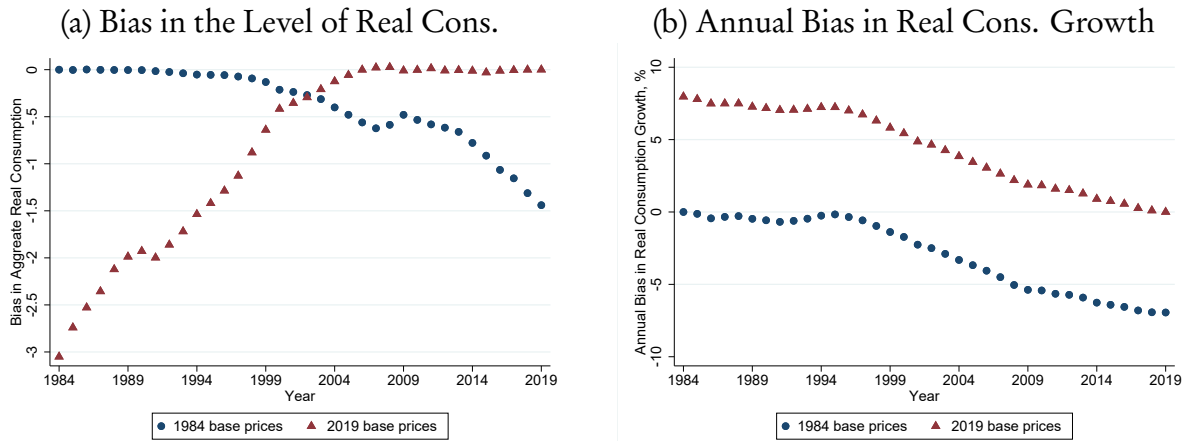 (a) Bias in the Level of Real Cons.
Bias in Aggreate Real Consumption
0
-.5
-1
-1.5
-2
-2.5
-3
1984 1989 1994 1999 2004 2009 2014 2019
Year
1984 base prices 2019 base prices
(b) Annual Bias in Real Cons. Growth
Annual Bias in Real Consumption Growth, %
10
5
0
-5
-10
1984 1989 1994 1999 2004 2009 2014 2019
Year
1984 base prices 2019 base prices